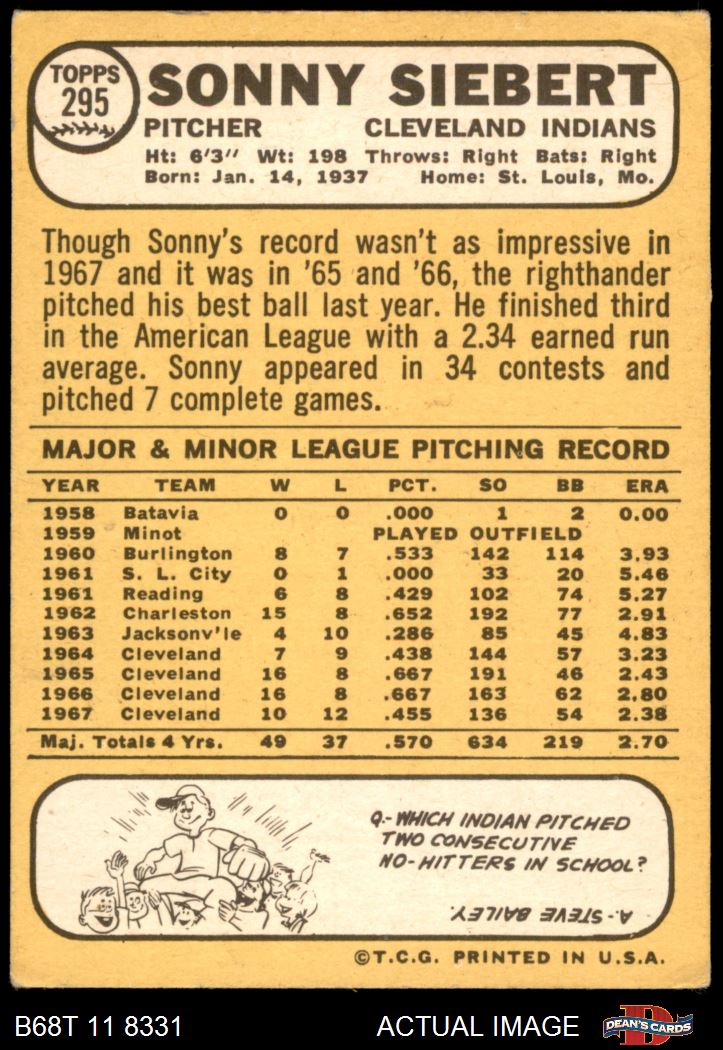 TOPPS
295
SONNY SIEBERT
PITCHER CLEVELAND INDIANS
Ht: 6'3" Wt: 198 Throws: Right Bats: Right
Born: Jan. 14, 1937 Home: St. Louis, Mo.
Though Sonny's record wasn't as impressive in
1967 and it was in '65 and '66, the righthander
pitched his best ball last year. He finished third
in the American League with a 2.34 earned run
average. Sonny appeared in 34 contests and
pitched 7 complete games.
MAJOR & MINOR LEAGUE PITCHING RECORD
YEAR TEAM W L PCT. SO BB ERA
1958 Batavia 0 0 .000 1 2 0.00
1959 Minot PLAYED OUTFIELD
1960 Burlington 8 7 .533 142 114 3.93
1961 S. L. City 0 1 .000 33 20 5.46
1961 Reading 6 8 .429 102 74 5.27
1962 Charleston 15 8 .652 192 77 2.91
1963 Jacksonv'le 4 10 .286 85 45 4.83
1964 Cleveland 7 9 .438 144 57 3.23
1965 Cleveland 16 8 .667 191 46 2.43
1966 Cleveland 16 8 .667 163 62 2.80
1967 Cleveland 10 12 .455 136 54 2.38
Maj. Totals 4 Yrs. 49 37 .570 634 219 2.70
Q.- WHICH INDIAN PITCHED
TWO CONSECUTIVE
NO-HITTERS IN SCHOOL?
A- STEVE BAILEY.
©T.C.G. PRINTED IN U.S.A.
B68T 11 8331 ACTUAL IMAGE
D
DEAN'S CARDS